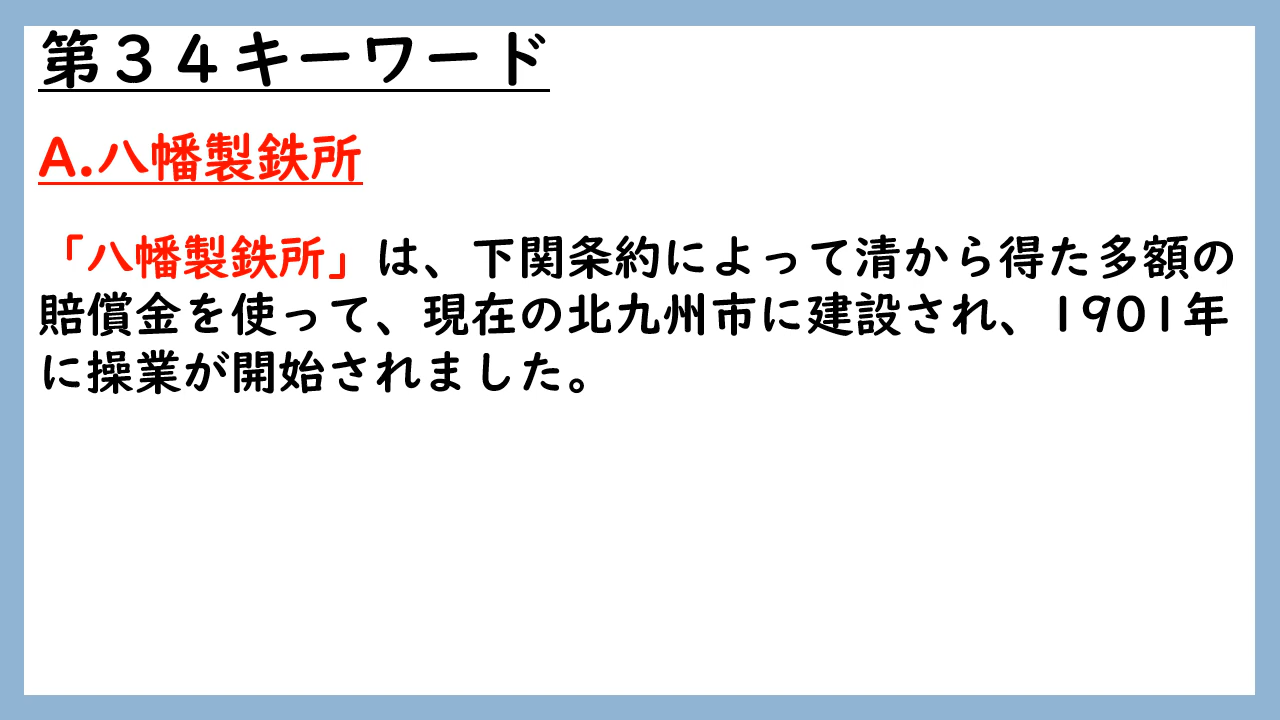 第３４キーワード
A.八幡製鉄所
「八幡製鉄所」は、下関条約によって清から得た多額の
賠償金を使って、現在の北九州市に建設され、1901年
に操業が開始されました。